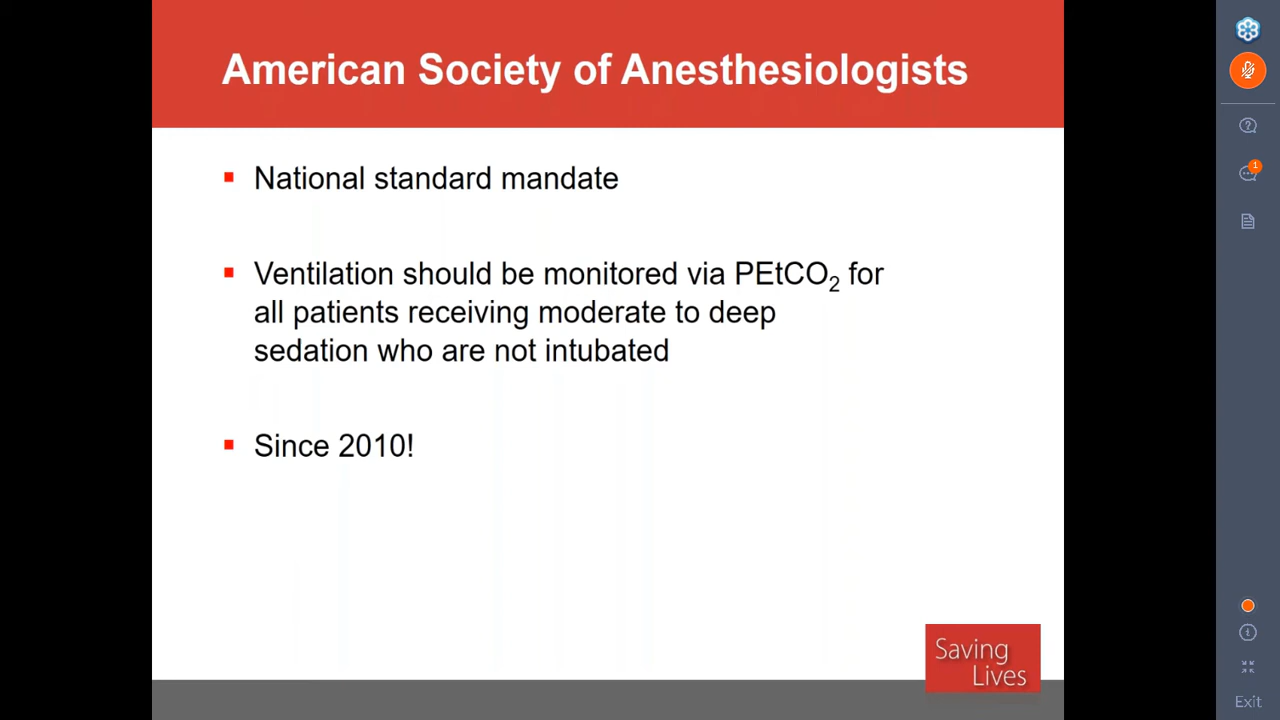 American Society of Anesthesiologists
National standard mandate
Ventilation should be monitored via PEtCO₂ for
all patients receiving moderate to deep
sedation who are not intubated
Since 2010!
Saving
Lives
1
Exit